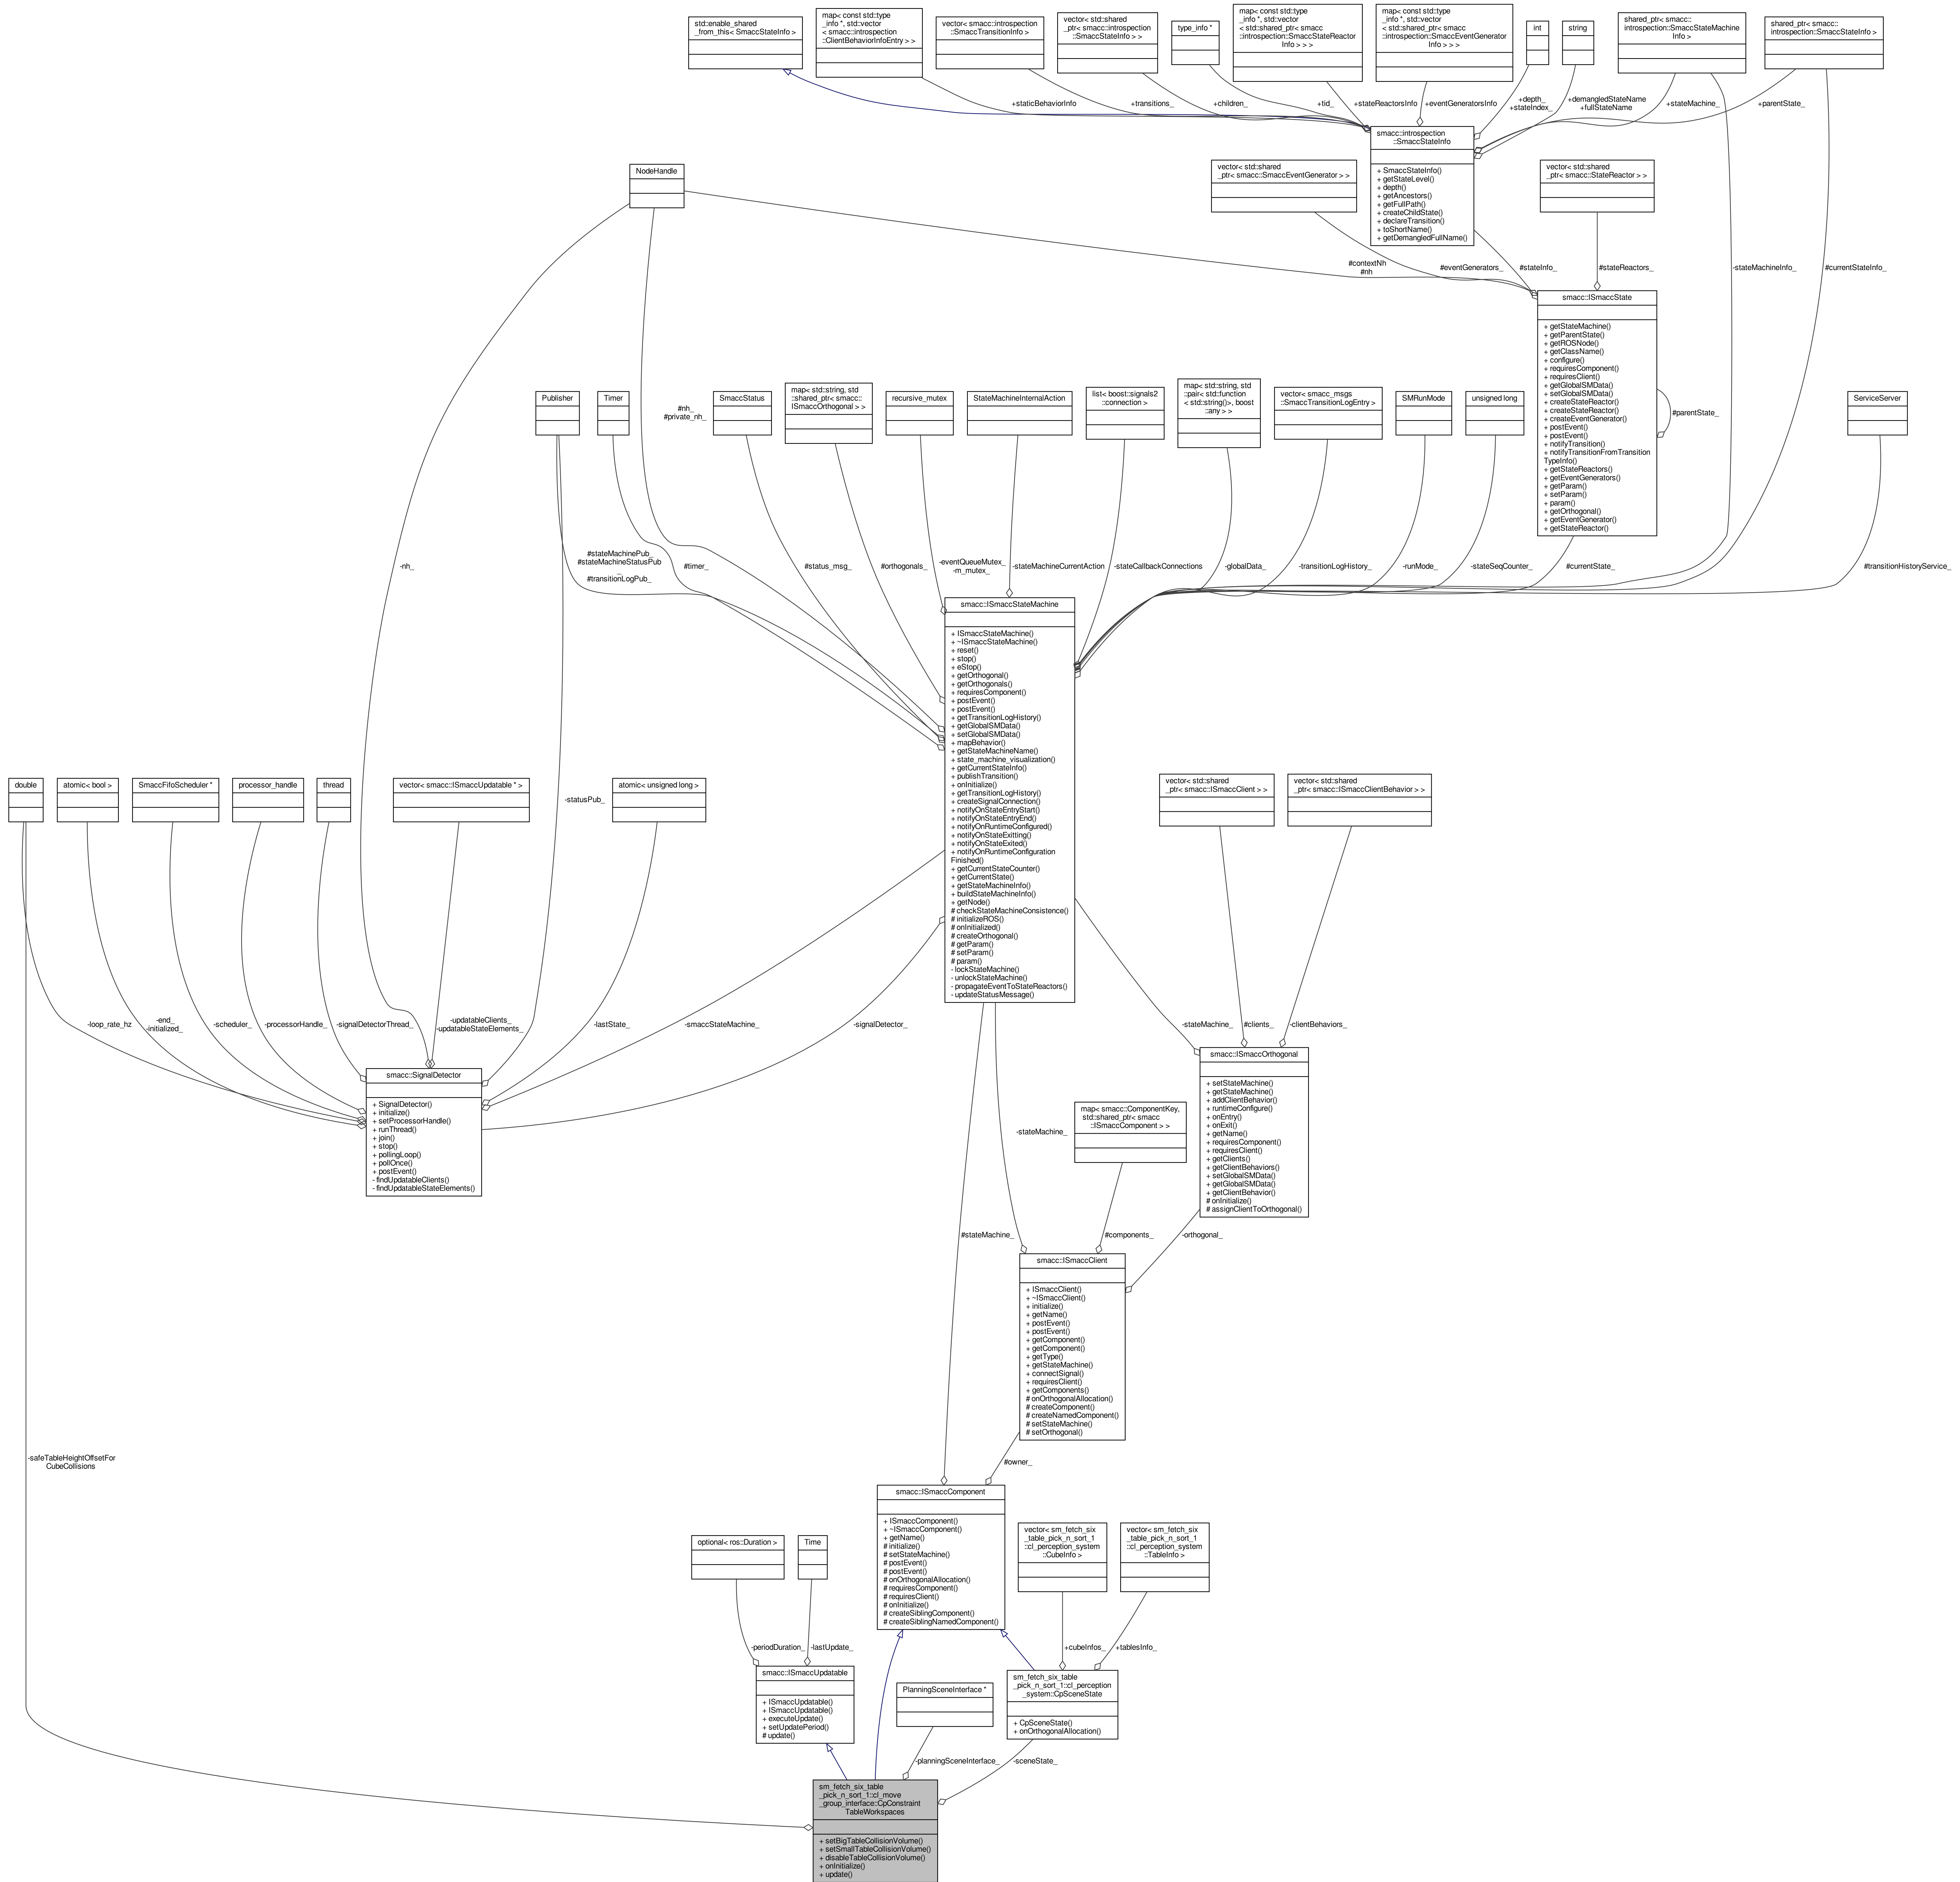 std::enable_shared
_from_this< SmaccStateInfo >
map< const std::type
_info *, std::vector
< smacc::introspection
::ClientBehaviorInfoEntry > >
vector< smacc::introspection
::SmaccTransitionInfo >
vector< std::shared
_ptr< smacc::introspection
::SmaccStateInfo > >
type_info *
map< const std::type
_info *, std::vector
< std::shared_ptr< smacc
::introspection::SmaccStateReactor
Info > > >
map< const std::type
_info *, std::vector
< std::shared_ptr< smacc
::introspection::SmaccEventGenerator
Info > > >
int
string
shared_ptr< smacc::
introspection::SmaccStateMachine
Info >
shared_ptr< smacc::
introspection::SmaccStateInfo >
+staticBehaviorInfo
+transitions_
+children_
+tid_
+stateReactorsInfo
+eventGeneratorsInfo
+depth_
+stateIndex_
+demangledStateName
+fullStateName
+stateMachine_
+parentState_
smacc::introspection
::SmaccStateInfo
+ SmaccStateInfo()
+ getStateLevel()
+ depth()
+ getAncestors()
+ getFullPath()
+ createChildState()
+ declareTransition()
+ toShortName()
+ getDemangledFullName()
NodeHandle
vector< std::shared
_ptr< smacc::SmaccEventGenerator > >
vector< std::shared
_ptr< smacc::StateReactor > >
#contextNh
#nh
#eventGenerators_
#stateInfo_
#stateReactors_
-stateMachineInfo_
#currentStateInfo_
smacc::ISmaccState
+ getStateMachine()
+ getParentState()
+ getROSNode()
+ getClassName()
+ configure()
+ requiresComponent()
+ requiresClient()
+ getGlobalSMData()
+ setGlobalSMData()
+ createStateReactor()
+ createStateReactor()
+ createEventGenerator()
+ postEvent()
+ postEvent()
+ notifyTransition()
+ notifyTransitionFromTransition
TypeInfo()
+ getStateReactors()
+ getEventGenerators()
+ getParam()
+ setParam()
+ param()
+ getOrthogonal()
+ getEventGenerator()
+ getStateReactor()
#parentState_
Publisher
Timer
#nh_
#private_nh_
SmaccStatus
map< std::string, std
::shared_ptr< smacc::
ISmaccOrthogonal > >
recursive_mutex
StateMachineInternalAction
list< boost::signals2
::connection >
map< std::string, std
::pair< std::function
< std::string()>, boost
::any > >
vector< smacc_msgs
::SmaccTransitionLogEntry >
SMRunMode
unsigned long
ServiceServer
-nh_
#stateMachinePub_
#stateMachineStatusPub
_
#transitionLogPub_
#timer_
#status_msg_
#orthogonals_
-eventQueueMutex_
-m_mutex_
-stateMachineCurrentAction
-stateCallbackConnections
-globalData_
-transitionLogHistory_
-runMode_
-stateSeqCounter_
#currentState_
#transitionHistoryService_
smacc::ISmaccStateMachine
+ ISmaccStateMachine()
+ ~ISmaccStateMachine()
+ reset()
+ stop()
+ eStop()
+ getOrthogonal()
+ getOrthogonals()
+ requiresComponent()
+ postEvent()
+ postEvent()
+ getTransitionLogHistory()
+ getGlobalSMData()
+ setGlobalSMData()
+ mapBehavior()
+ getStateMachineName()
+ state_machine_visualization()
+ getCurrentStateInfo()
+ publishTransition()
+ onInitialize()
+ getTransitionLogHistory()
+ createSignalConnection()
+ notifyOnStateEntryStart()
+ notifyOnStateEntryEnd()
+ notifyOnRuntimeConfigured()
+ notifyOnStateExitting()
+ notifyOnStateExited()
+ notifyOnRuntimeConfiguration
Finished()
+ getCurrentStateCounter()
+ getCurrentState()
+ getStateMachineInfo()
+ buildStateMachineInfo()
+ getNode()
# checkStateMachineConsistence()
# initializeROS()
# onInitialized()
# createOrthogonal()
# getParam()
# setParam()
# param()
- lockStateMachine()
- unlockStateMachine()
- propagateEventToStateReactors()
- updateStatusMessage()
double
atomic< bool >
SmaccFifoScheduler *
processor_handle
thread
vector< smacc::ISmaccUpdatable * >
-statusPub_
atomic< unsigned long >
vector< std::shared
_ptr< smacc::ISmaccClient > >
vector< std::shared
_ptr< smacc::ISmaccClientBehavior > >
-loop_rate_hz
-end_
-initialized_
-scheduler_
-processorHandle_
-signalDetectorThread_
-updatableClients_
-updatableStateElements_
-lastState_
-smaccStateMachine_
-signalDetector_
-stateMachine_
#clients_
-clientBehaviors_
smacc::SignalDetector
+ SignalDetector()
+ initialize()
+ setProcessorHandle()
+ runThread()
+ join()
+ stop()
+ pollingLoop()
+ pollOnce()
+ postEvent()
- findUpdatableClients()
- findUpdatableStateElements()
smacc::ISmaccOrthogonal
+ setStateMachine()
+ getStateMachine()
+ addClientBehavior()
+ runtimeConfigure()
+ onEntry()
+ onExit()
+ getName()
+ requiresComponent()
+ requiresClient()
+ getClients()
+ getClientBehaviors()
+ setGlobalSMData()
+ getGlobalSMData()
+ getClientBehavior()
# onInitialize()
# assignClientToOrthogonal()
-stateMachine_
map< smacc::ComponentKey,
std::shared_ptr< smacc
::ISmaccComponent > >
#stateMachine_
#components_
-orthogonal_
smacc::ISmaccClient
+ ISmaccClient()
+ ~ISmaccClient()
+ initialize()
+ getName()
+ postEvent()
+ postEvent()
+ getComponent()
+ getComponent()
+ getType()
+ getStateMachine()
+ connectSignal()
+ requiresClient()
+ getComponents()
# onOrthogonalAllocation()
# createComponent()
# createNamedComponent()
# setStateMachine()
# setOrthogonal()
-safeTableHeightOffsetFor
CubeCollisions
#owner_
smacc::ISmaccComponent
+ ISmaccComponent()
+ ~ISmaccComponent()
+ getName()
# initialize()
# setStateMachine()
# postEvent()
# postEvent()
# onOrthogonalAllocation()
# requiresComponent()
# requiresClient()
# onInitialize()
# createSiblingComponent()
# createSiblingNamedComponent()
optional< ros::Duration >
Time
vector< sm_fetch_six
_table_pick_n_sort_1
::cl_perception_system
::CubeInfo >
vector< sm_fetch_six
_table_pick_n_sort_1
::cl_perception_system
::TableInfo >
-periodDuration_
-lastUpdate_
+cubeInfos_
+tablesInfo_
smacc::ISmaccUpdatable
+ ISmaccUpdatable()
+ ISmaccUpdatable()
+ executeUpdate()
+ setUpdatePeriod()
# update()
PlanningSceneInterface *
sm_fetch_six_table
_pick_n_sort_1::cl_perception
_system::CpSceneState
+ CpSceneState()
+ onOrthogonalAllocation()
-planningSceneInterface_
-sceneState_
sm_fetch_six_table
_pick_n_sort_1::cl_move
_group_interface::CpConstraint
TableWorkspaces
+ setBigTableCollisionVolume()
+ setSmallTableCollisionVolume()
+ disableTableCollisionVolume()
+ onInitialize()
+ update()